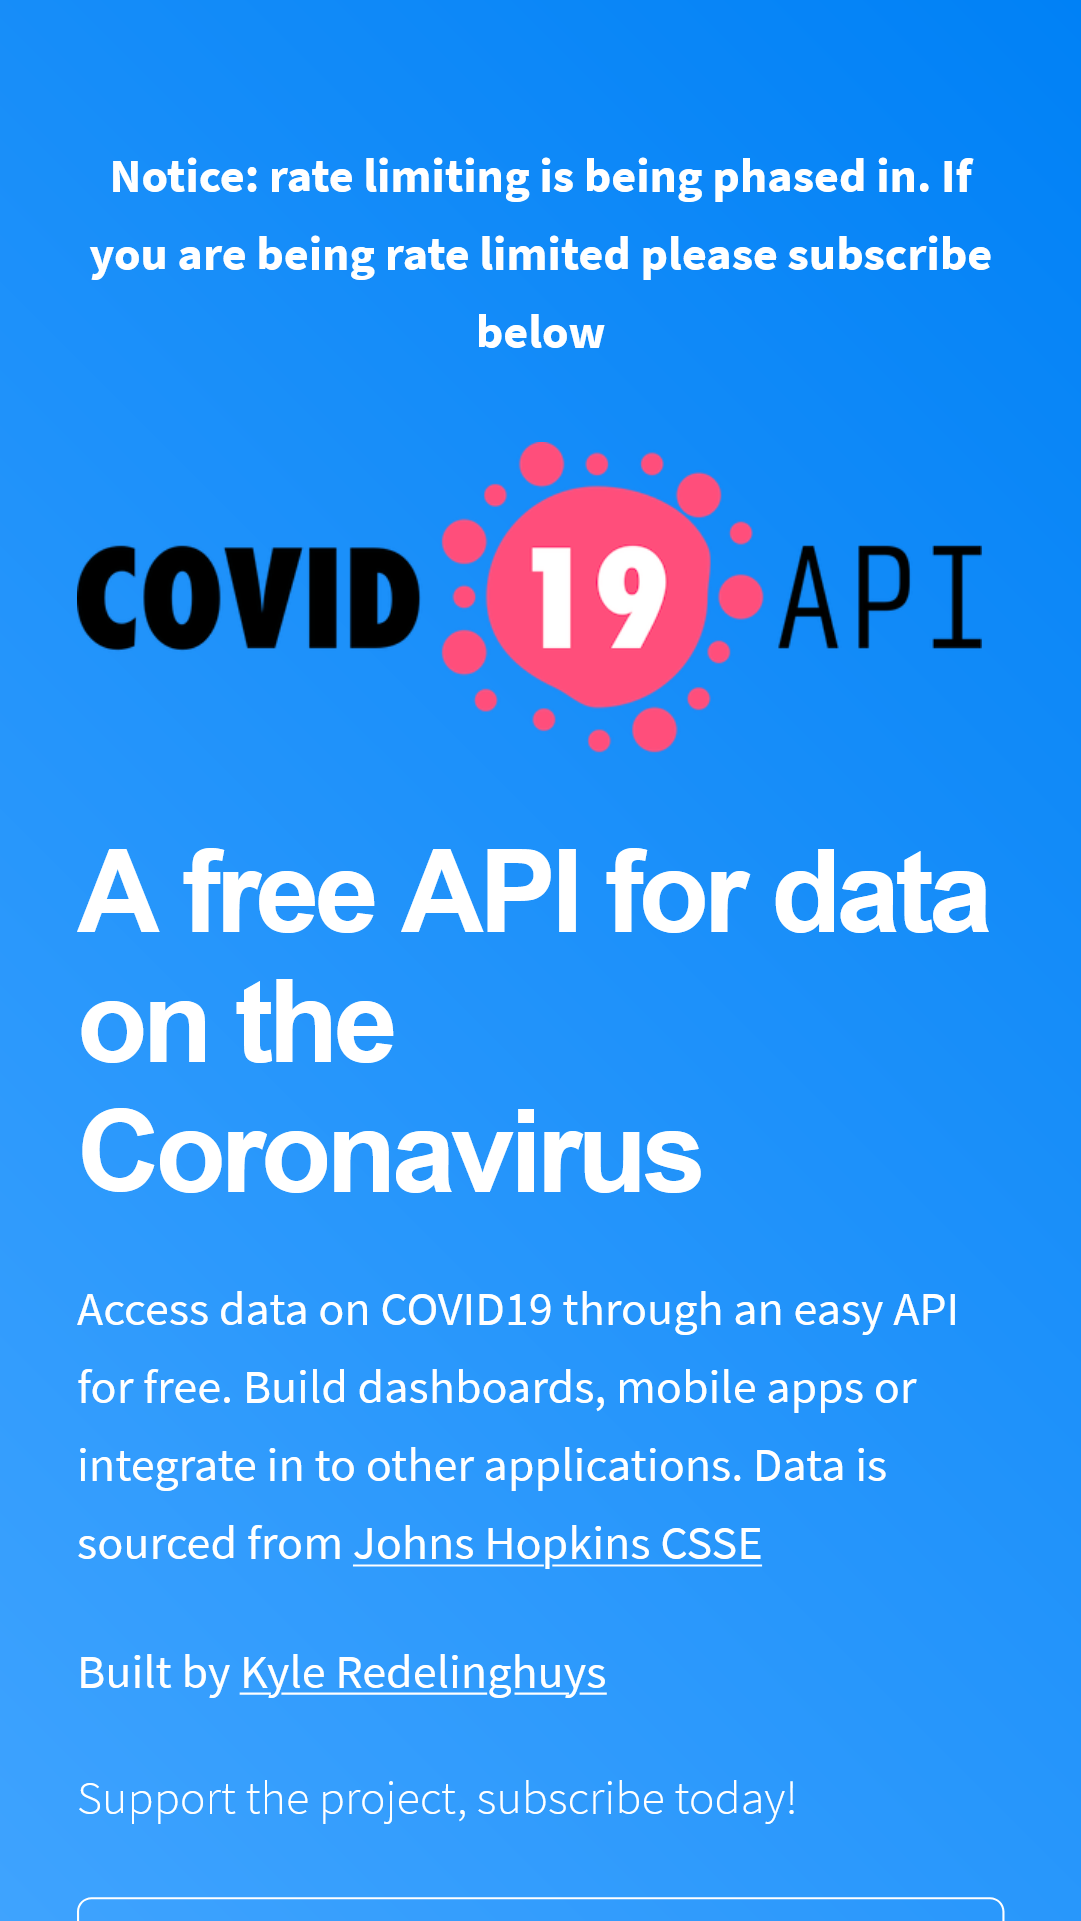 Notice: rate limiting is being phased in. If
you are being rate limited please subscribe
below
COVID 19 API
A free API for data
on the
Coronavirus
Access data on COVID19 through an easy API
for free. Build dashboards, mobile apps or
integrate in to other applications. Data is
sourced from Johns Hopkins CSSE
Built by Kyle Redelinghuys
Support the project, subscribe today!